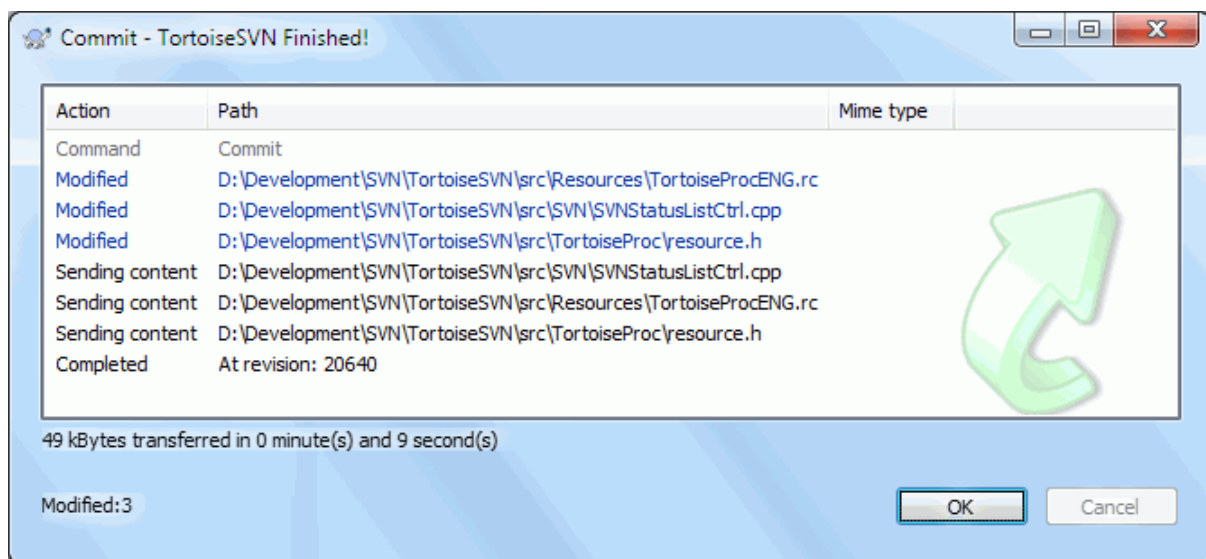 Commit - TortoiseSVN Finished!
Action Path Mime type
Command Commit
Modified D:\Development\SVN\TortoiseSVN\src\Resources\TortoiseProcENG.rc
Modified D:\Development\SVN\TortoiseSVN\src\SVN\SVNStatusListCtrl.cpp
Modified D:\Development\SVN\TortoiseSVN\src\TortoiseProc\resource.h
Sending content D:\Development\SVN\TortoiseSVN\src\SVN\SVNStatusListCtrl.cpp
Sending content D:\Development\SVN\TortoiseSVN\src\Resources\TortoiseProcENG.rc
Sending content D:\Development\SVN\TortoiseSVN\src\TortoiseProc\resource.h
Completed At revision: 20640
49 kBytes transferred in 0 minute(s) and 9 second(s)
Modified:3
OK Cancel